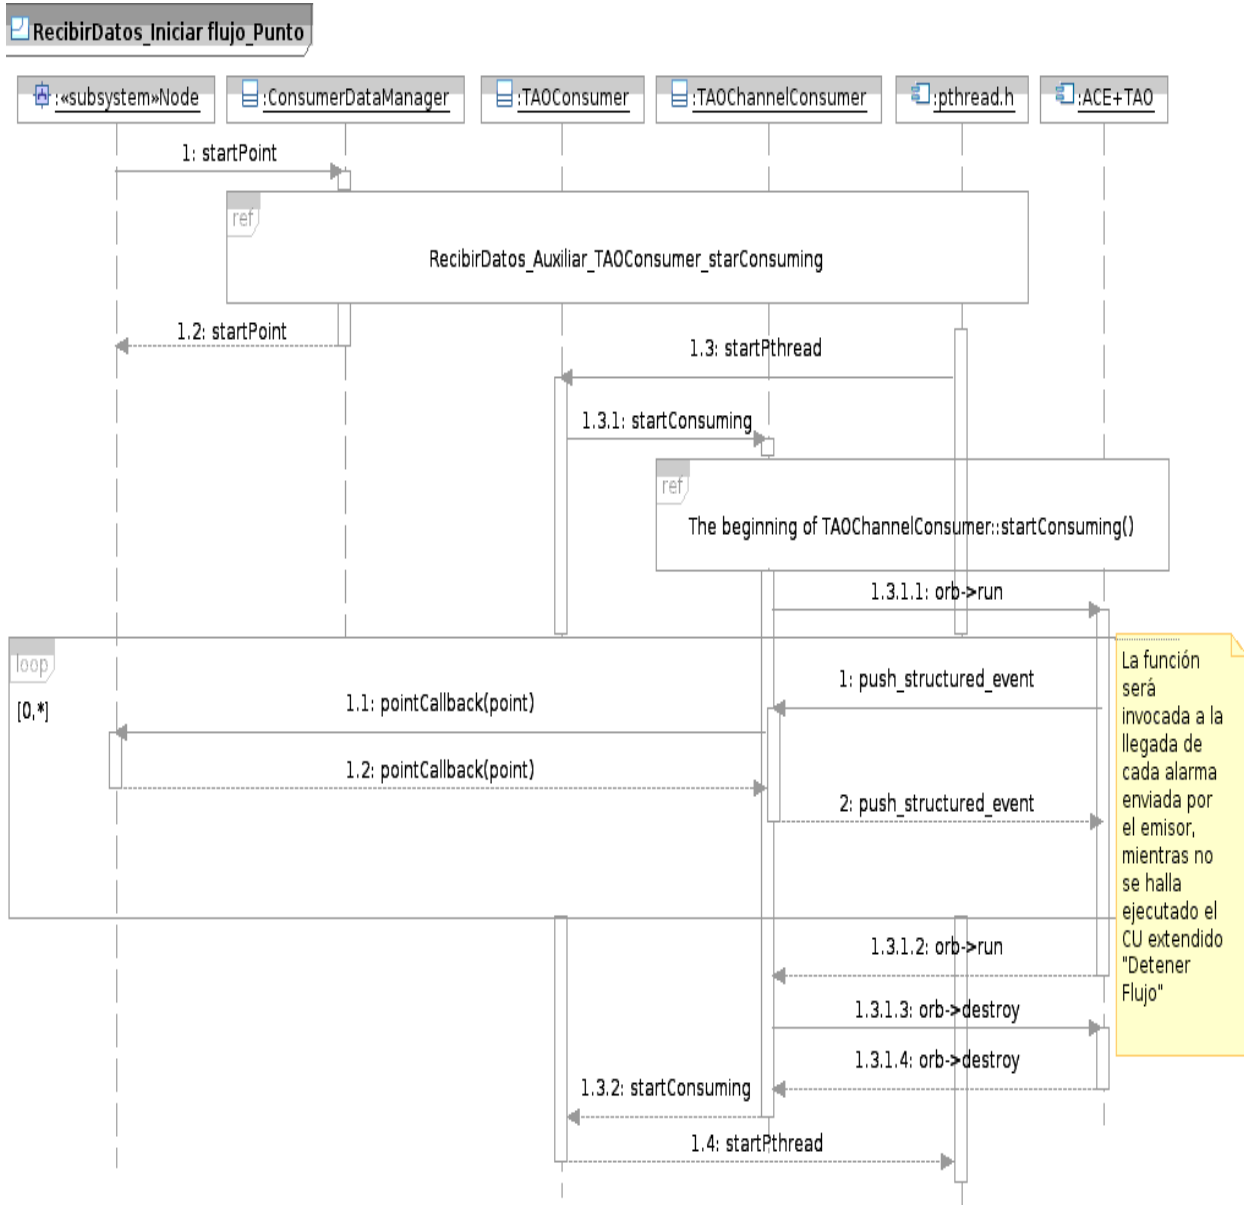 RecibirDatos_Iniciar flujo_Punto
:«subsystem»Node
:ConsumerDataManager
:TAOConsumer
:TAOChannelConsumer
:pthread.h
:ACE+TAO
1: startPoint
ref
RecibirDatos_Auxiliar_TAOConsumer_starConsuming
1.2: startPoint
1.3: startPthread
1.3.1: startConsuming
ref
The beginning of TAOChannelConsumer::startConsuming()
1.3.1.1: orb->run
loop
[0,*]
1: push_structured_event
1.1: pointCallback(point)
1.2: pointCallback(point)
2: push_structured_event
La función
será
invocada a la
llegada de
cada alarma
enviada por
el emisor,
mientras no
se halla
ejecutado el
CU extendido
"Detener
Flujo"
1.3.1.2: orb->run
1.3.1.3: orb->destroy
1.3.1.4: orb->destroy
1.3.2: startConsuming
1.4: startPthread